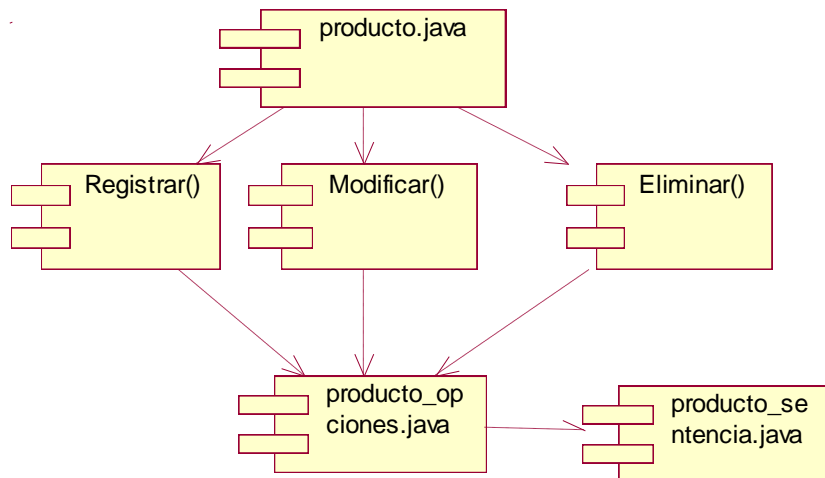 producto.java
Registrar()
Modificar()
Eliminar()
producto_op
ciones.java
producto_se
ntencia.java